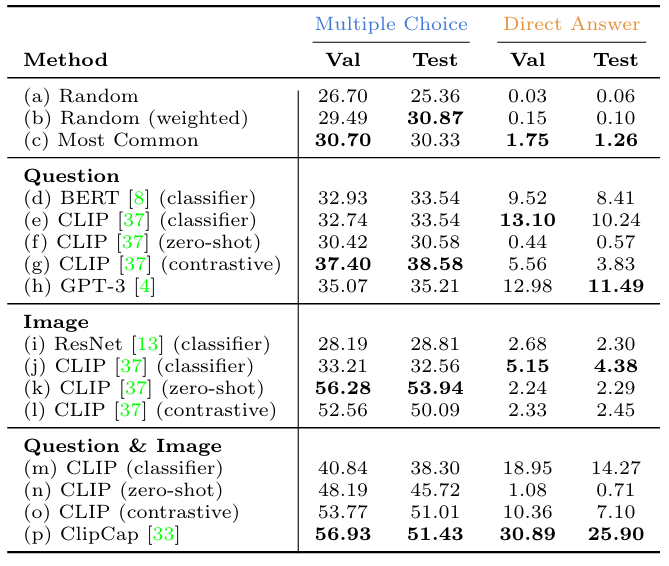 Multiple Choice Direct Answer
Method Val Test Val Test
(a) Random 26.70 25.36 0.03 0.06
(b) Random (weighted) 29.49 30.87 0.15 0.10
(c) Most Common 30.70 30.33 1.75 1.26
Question
(d) BERT [8] (classifier) 32.93 33.54 9.52 8.41
(e) CLIP [37] (classifier) 32.74 33.54 13.10 10.24
(f) CLIP [37] (zero-shot) 30.42 30.58 0.44 0.57
(g) CLIP [37] (contrastive) 37.40 38.58 5.56 3.83
(h) GPT-3 [4] 35.07 35.21 12.98 11.49
Image
(i) ResNet [13] (classifier) 28.19 28.81 2.68 2.30
(j) CLIP [37] (classifier) 33.21 32.56 5.15 4.38
(k) CLIP [37] (zero-shot) 56.28 53.94 2.24 2.29
(l) CLIP [37] (contrastive) 52.56 50.09 2.33 2.45
Question & Image
(m) CLIP (classifier) 40.84 38.30 18.95 14.27
(n) CLIP (zero-shot) 48.19 45.72 1.08 0.71
(o) CLIP (contrastive) 53.77 51.01 10.36 7.10
(p) ClipCap [33] 56.93 51.43 30.89 25.90